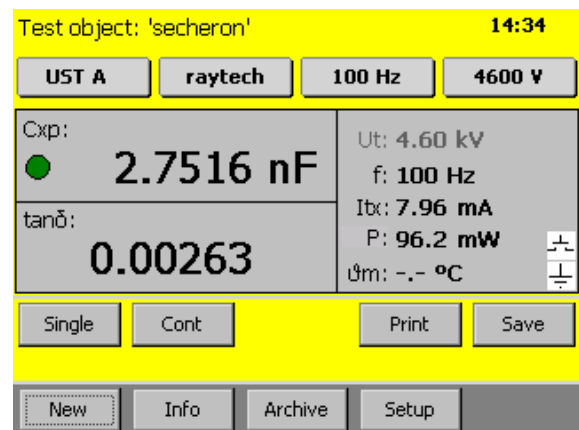 Test object: 'secheron' 14:34
UST A raytech 100 Hz 4600 V
Cxp:
2.7516 nF
tanδ:
0.00263
Ut: 4.60 kV
f: 100 Hz
Itx: 7.96 mA
P: 96.2 mW
ϑm: -.- ºC
Single Cont Print Save
New Info Archive Setup